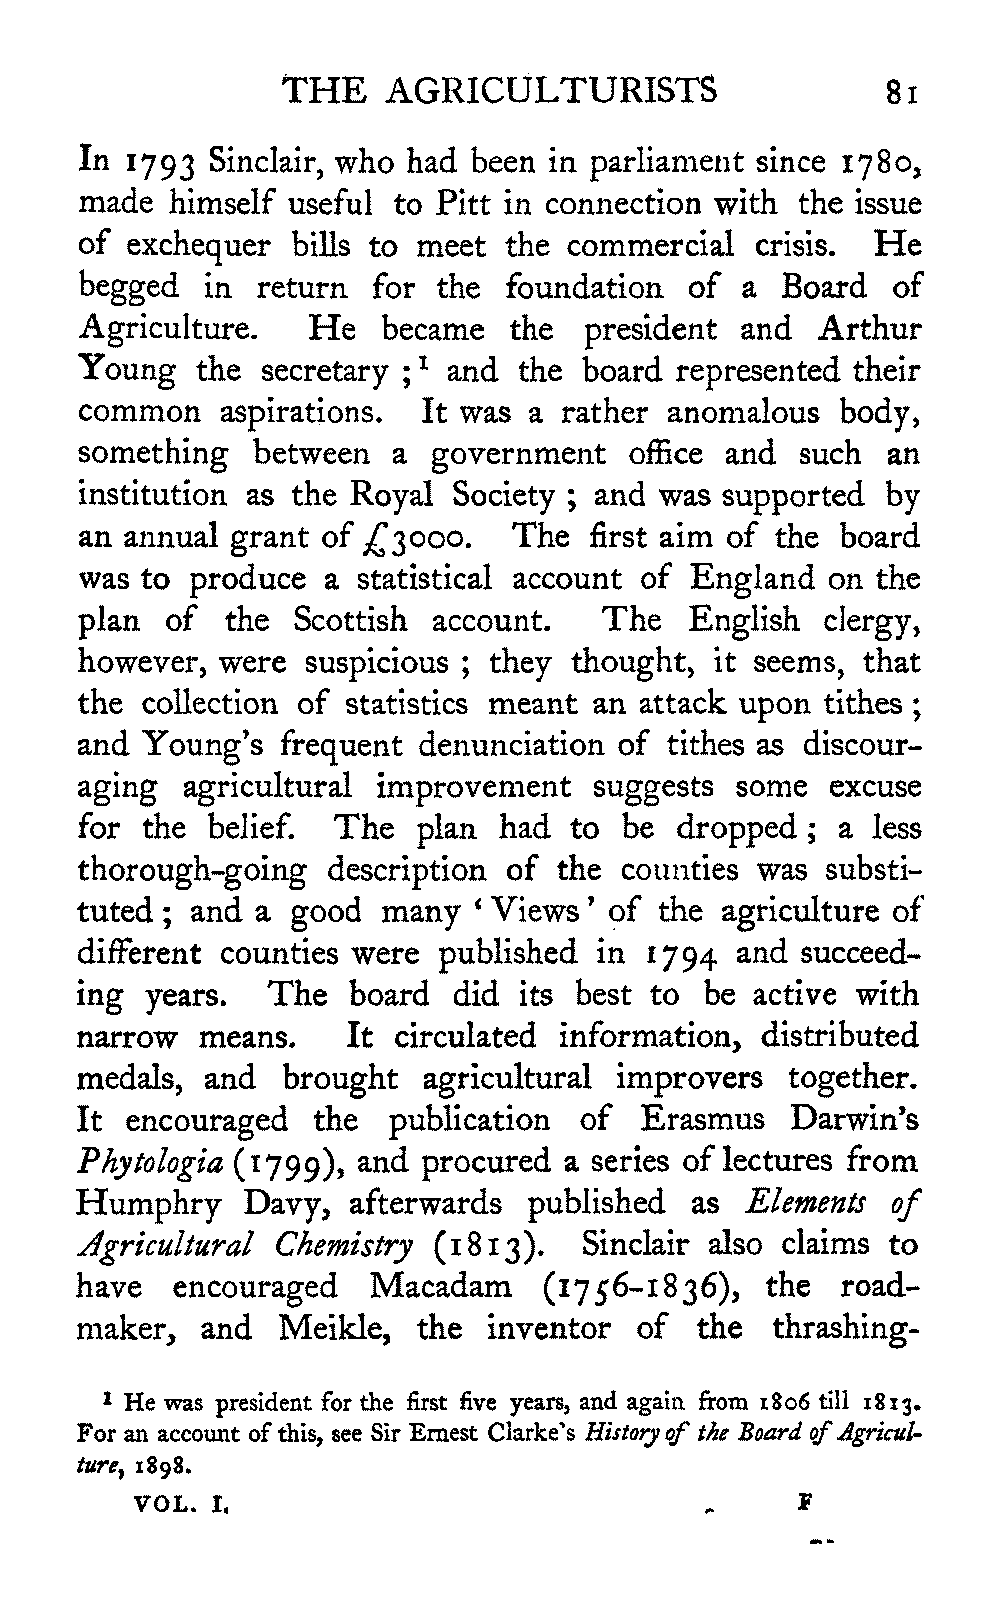 THE AGRICULTURISTS 81
In 1793 Sinclair, who had been in parliament since 1780,
made himself useful to Pitt in connection with the issue
of exchequer bills to meet the commercial crisis. He
begged in return for the foundation of a Board of
Agriculture. He became the president and Arthur
Young the secretary ;¹ and the board represented their
common aspirations. It was a rather anomalous body,
something between a government office and such an
institution as the Royal Society ; and was supported by
an annual grant of £3000. The first aim of the board
was to produce a statistical account of England on the
plan of the Scottish account. The English clergy,
however, were suspicious ; they thought, it seems, that
the collection of statistics meant an attack upon tithes ;
and Young's frequent denunciation of tithes as discour-
aging agricultural improvement suggests some excuse
for the belief. The plan had to be dropped ; a less
thorough-going description of the counties was substi-
tuted ; and a good many 'Views' of the agriculture of
different counties were published in 1794 and succeed-
ing years. The board did its best to be active with
narrow means. It circulated information, distributed
medals, and brought agricultural improvers together.
It encouraged the publication of Erasmus Darwin's
Phytologia (1799), and procured a series of lectures from
Humphry Davy, afterwards published as Elements of
Agricultural Chemistry (1813). Sinclair also claims to
have encouraged Macadam (1756-1836), the road-
maker, and Meikle, the inventor of the thrashing-
¹ He was president for the first five years, and again from 1806 till 1813.
For an account of this, see Sir Ernest Clarke's History of the Board of Agricul-
ture, 1898.
VOL. I. F